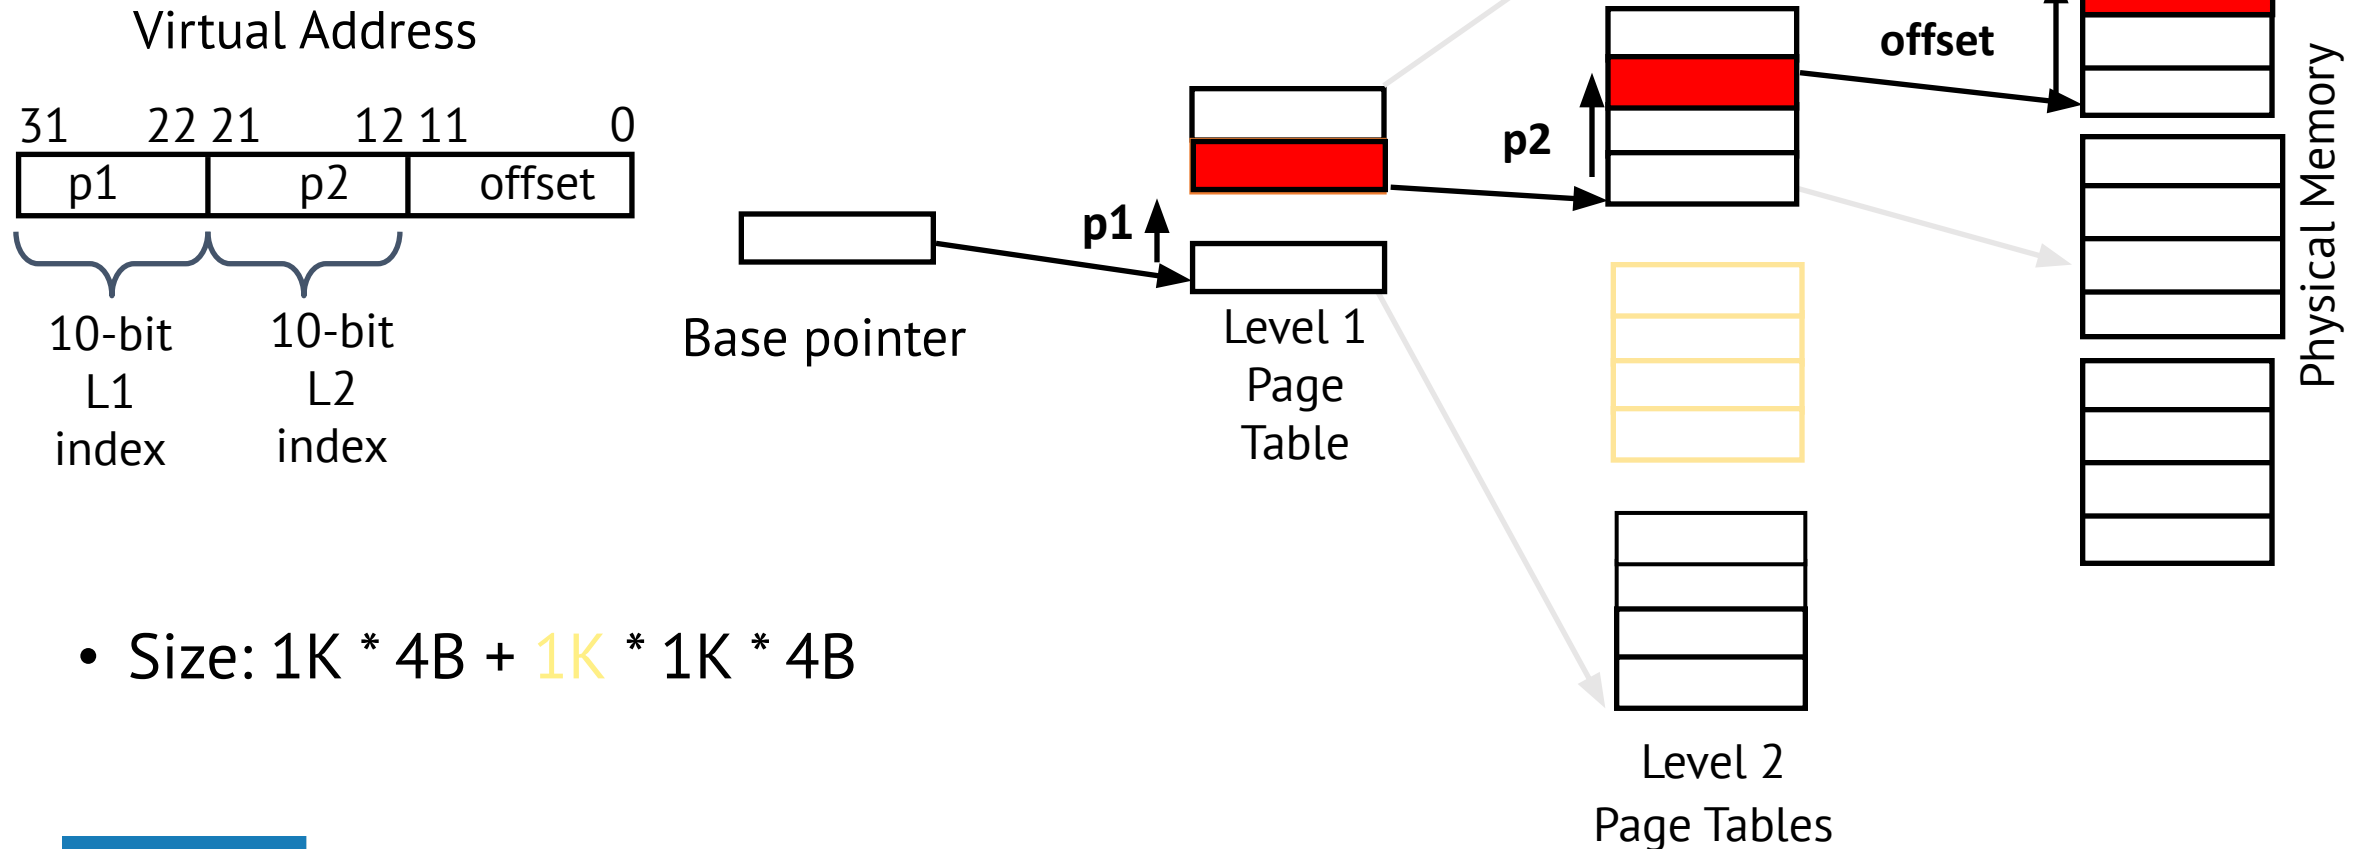 Virtual Address
31 22 21 12 11 0
p1 p2 offset
10-bit
L1
index
10-bit
L2
index
Base pointer
p1
Level 1
Page
Table
p2
offset
Physical Memory
Level 2
Page Tables
• Size: 1K * 4B + 1K * 1K * 4B